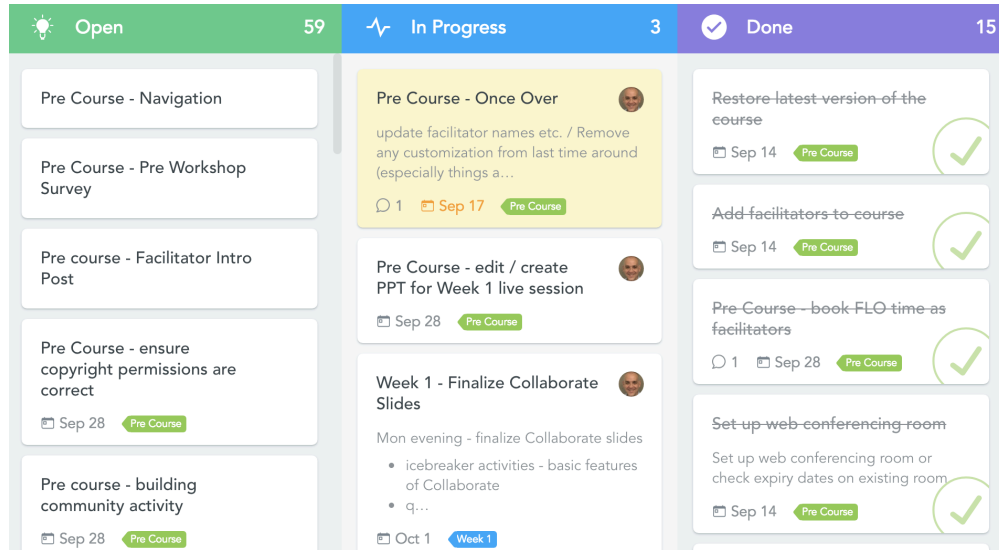 Open 59
Pre Course - Navigation
Pre Course - Pre Workshop
Survey
Pre course - Facilitator Intro
Post
Pre Course - ensure
copyright permissions are
correct
Sep 28 Pre Course
Pre course - building
community activity
Sep 28 Pre Course
In Progress 3
Pre Course - Once Over
update facilitator names etc. / Remove
any customization from last time around
(especially things a…
1 Sep 17 Pre Course
Pre Course - edit / create
PPT for Week 1 live session
Sep 28 Pre Course
Week 1 - Finalize Collaborate
Slides
Mon evening - finalize Collaborate slides
• icebreaker activities - basic features
of Collaborate
• q…
Oct 1 Week 1
Done 15
Restore latest version of the
course
Sep 14 Pre Course
Add facilitators to course
Sep 14 Pre Course
Pre Course - book FLO time as
facilitators
1 Sep 28 Pre Course
Set up web conferencing room
Set up web conferencing room or
check expiry dates on existing room
Sep 14 Pre Course